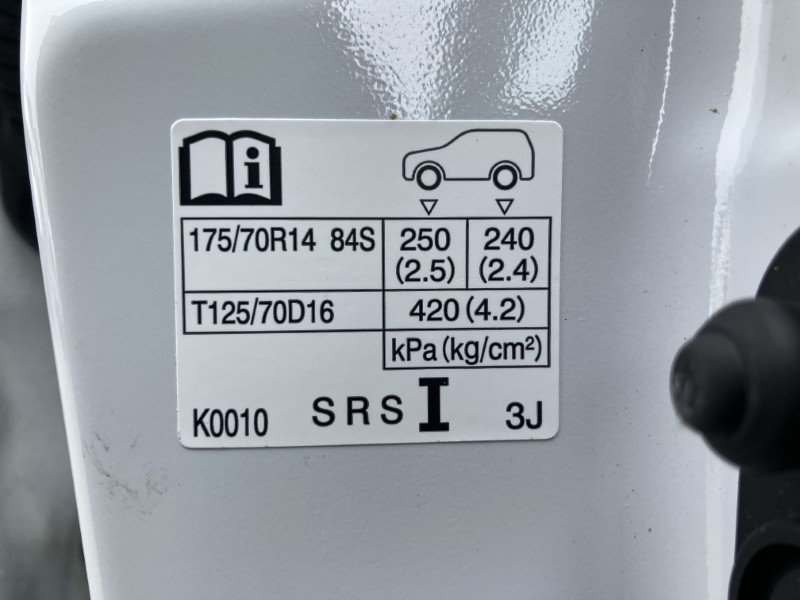 i
175/70R14 84S 250 (2.5) 240 (2.4)
T125/70D16 420 (4.2)
kPa (kg/cm²)
K0010 SRS I 3J